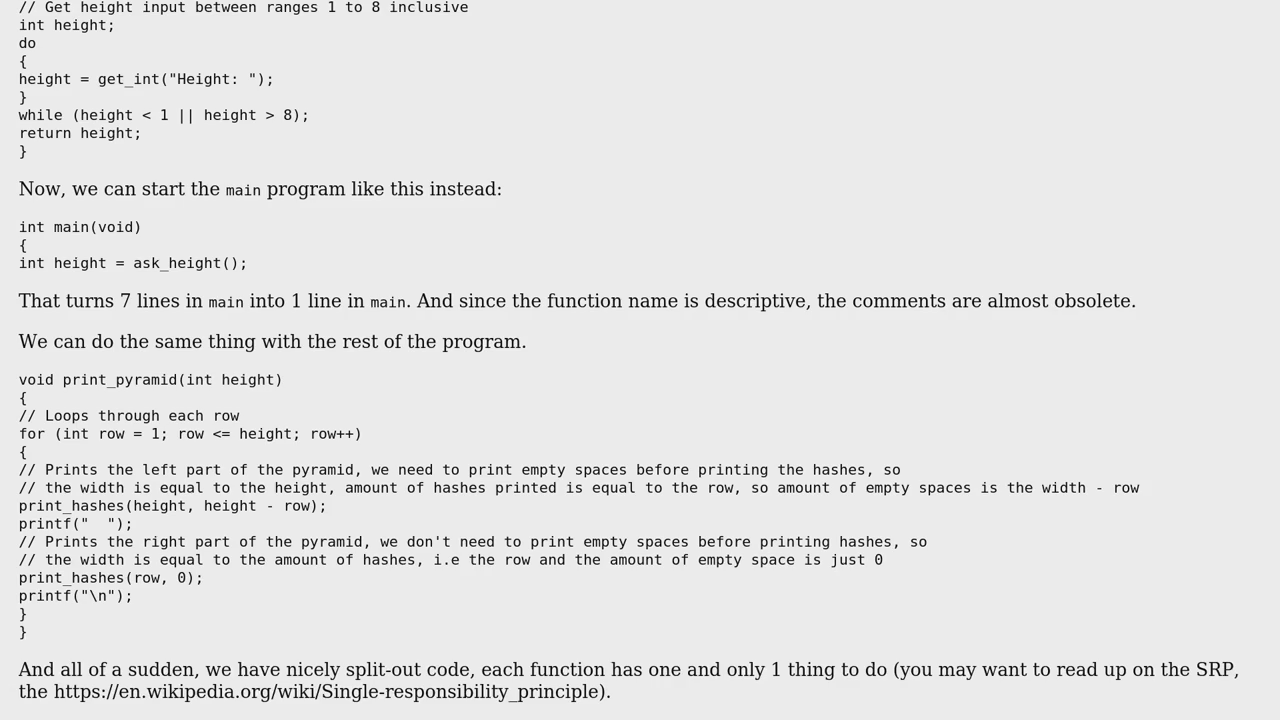 // Get height input between ranges 1 to 8 inclusive
int height;
do
{
height = get_int("Height: ");
}
while (height < 1 || height > 8);
return height;
}
Now, we can start the main program like this instead:
int main(void)
{
int height = ask_height();
That turns 7 lines in main into 1 line in main. And since the function name is descriptive, the comments are almost obsolete.
We can do the same thing with the rest of the program.
void print_pyramid(int height)
{
// Loops through each row
for (int row = 1; row <= height; row++)
{
// Prints the left part of the pyramid, we need to print empty spaces before printing the hashes, so
// the width is equal to the height, amount of hashes printed is equal to the row, so amount of empty spaces is the width - row
print_hashes(height, height - row);
printf("  ");
// Prints the right part of the pyramid, we don't need to print empty spaces before printing hashes, so
// the width is equal to the amount of hashes, i.e the row and the amount of empty space is just 0
print_hashes(row, 0);
printf("\n");
}
}
And all of a sudden, we have nicely split-out code, each function has one and only 1 thing to do (you may want to read up on the SRP,
the https://en.wikipedia.org/wiki/Single-responsibility_principle).